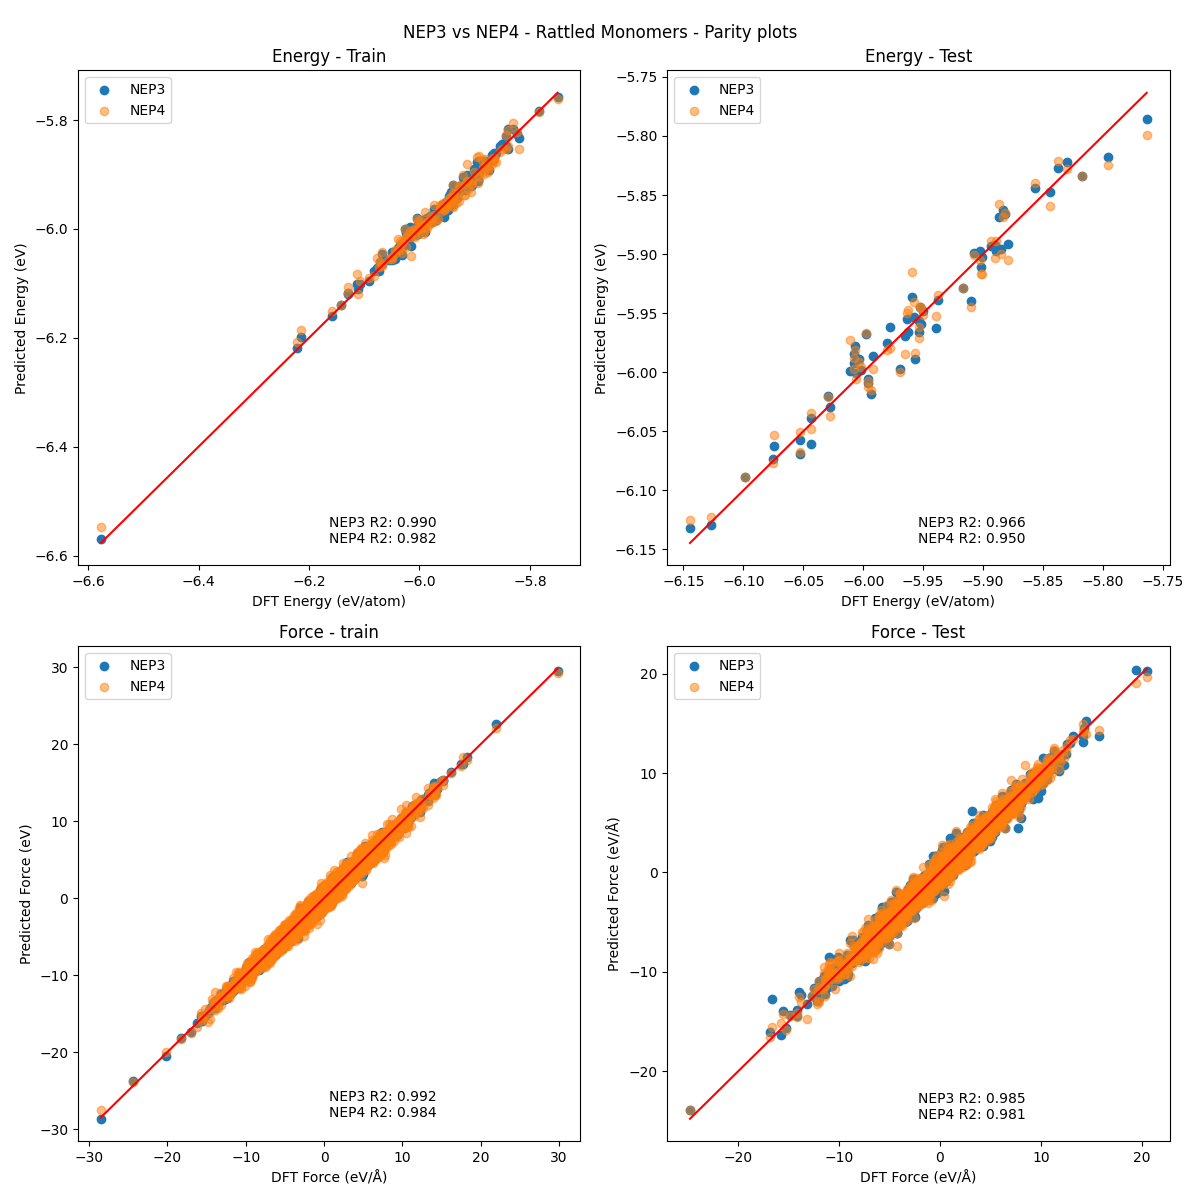 NEP3 vs NEP4 - Rattled Monomers - Parity plots
Energy - Train
NEP3
NEP4
−5.8
−6.0
−6.2
−6.4
−6.6
Predicted Energy (eV)
NEP3 R2: 0.990
NEP4 R2: 0.982
−6.6
−6.4
−6.2
−6.0
−5.8
DFT Energy (eV/atom)
Energy - Test
NEP3
NEP4
−5.75
−5.80
−5.85
−5.90
−5.95
−6.00
−6.05
−6.10
−6.15
Predicted Energy (eV)
NEP3 R2: 0.966
NEP4 R2: 0.950
−6.15
−6.10
−6.05
−6.00
−5.95
−5.90
−5.85
−5.80
−5.75
DFT Energy (eV/atom)
Force - train
NEP3
NEP4
30
20
10
0
−10
−20
−30
Predicted Force (eV)
NEP3 R2: 0.992
NEP4 R2: 0.984
−30
−20
−10
0
10
20
30
DFT Force (eV/Å)
Force - Test
NEP3
NEP4
20
10
0
−10
−20
Predicted Force (eV/Å)
NEP3 R2: 0.985
NEP4 R2: 0.981
−20
−10
0
10
20
DFT Force (eV/Å)